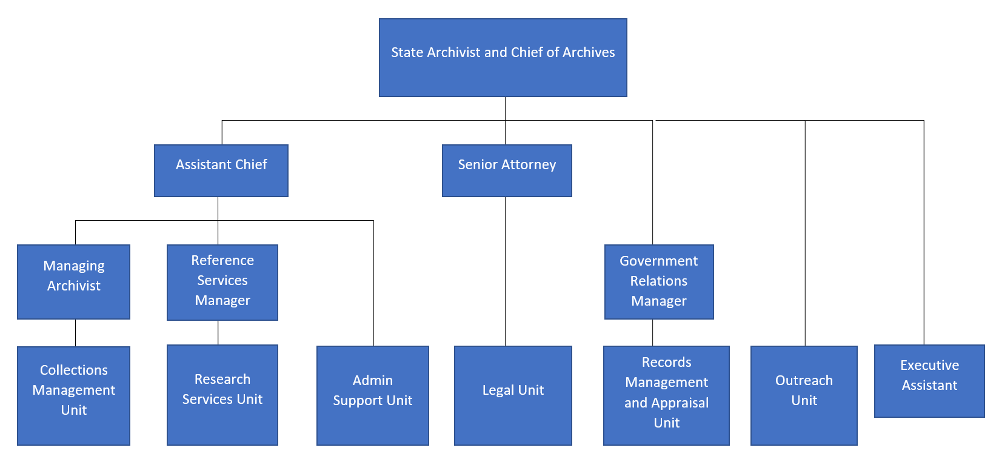 State Archivist and Chief of Archives
Assistant Chief
Senior Attorney
Managing
Archivist
Reference
Services
Manager
Government
Relations
Manager
Collections
Management
Unit
Research
Services Unit
Admin
Support Unit
Legal Unit
Records
Management
and Appraisal
Unit
Outreach
Unit
Executive
Assistant